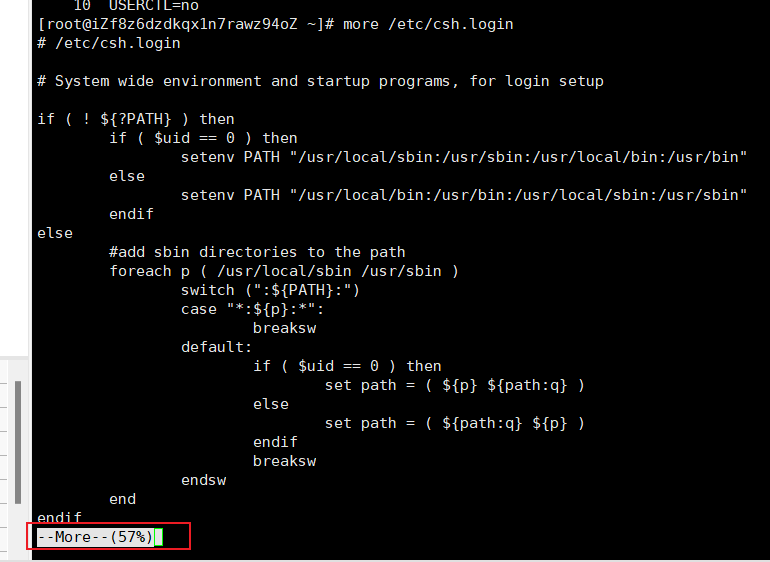 10  USERCTL=no
[root@iZf8z6dzdkqx1n7rawz94oZ ~]# more /etc/csh.login
# /etc/csh.login

# System wide environment and startup programs, for login setup

if ( ! ${?PATH} ) then
        if ( $uid == 0 ) then
                setenv PATH "/usr/local/sbin:/usr/sbin:/usr/local/bin:/usr/bin"
        else
                setenv PATH "/usr/local/bin:/usr/bin:/usr/local/sbin:/usr/sbin"
        endif
else
        #add sbin directories to the path
        foreach p ( /usr/local/sbin /usr/sbin )
                switch (":${PATH}:")
                case "*:${p}:*":
                        breaksw
                default:
                        if ( $uid == 0 ) then
                                set path = ( ${p} ${path:q} )
                        else
                                set path = ( ${path:q} ${p} )
                        endif
                        breaksw
                endsw
        end
endif
--More--(57%)